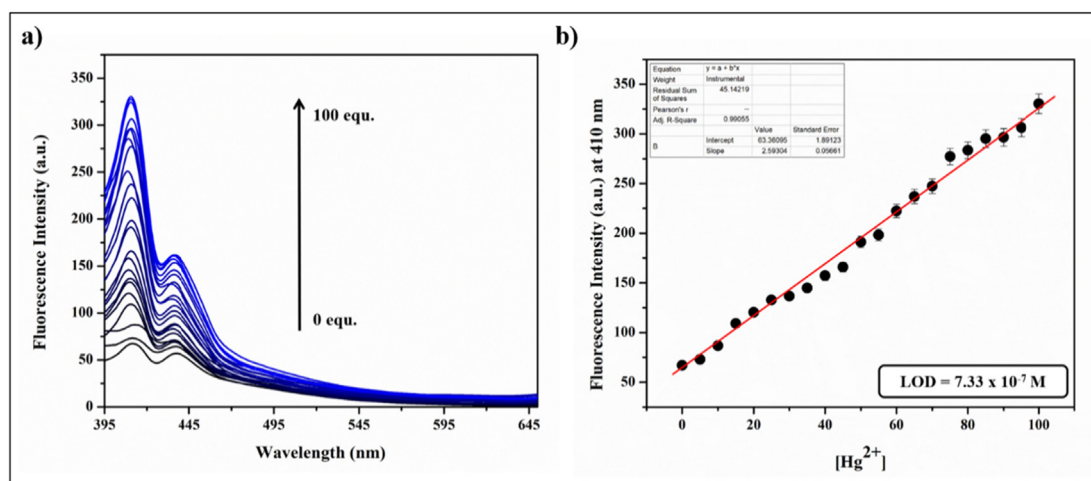 a)
350
300
250
200
150
100
50
0
Fluorescence Intensity (a.u.)
100 equ.
0 equ.
395
445
495
545
595
645
Wavelength (nm)
b)
Equation y = a + b*x
Weight Instrumental
Residual Sum of Squares 45.14219
Pearson's r --
Adj. R-Square 0.99055
Value Standard Error
B Intercept 63.36095 1.89123
Slope 2.59304 0.05661
350
300
250
200
150
100
50
Fluorescence Intensity (a.u.) at 410 nm
LOD = 7.33 x 10⁻⁷ M
0
20
40
60
80
100
[Hg²⁺]